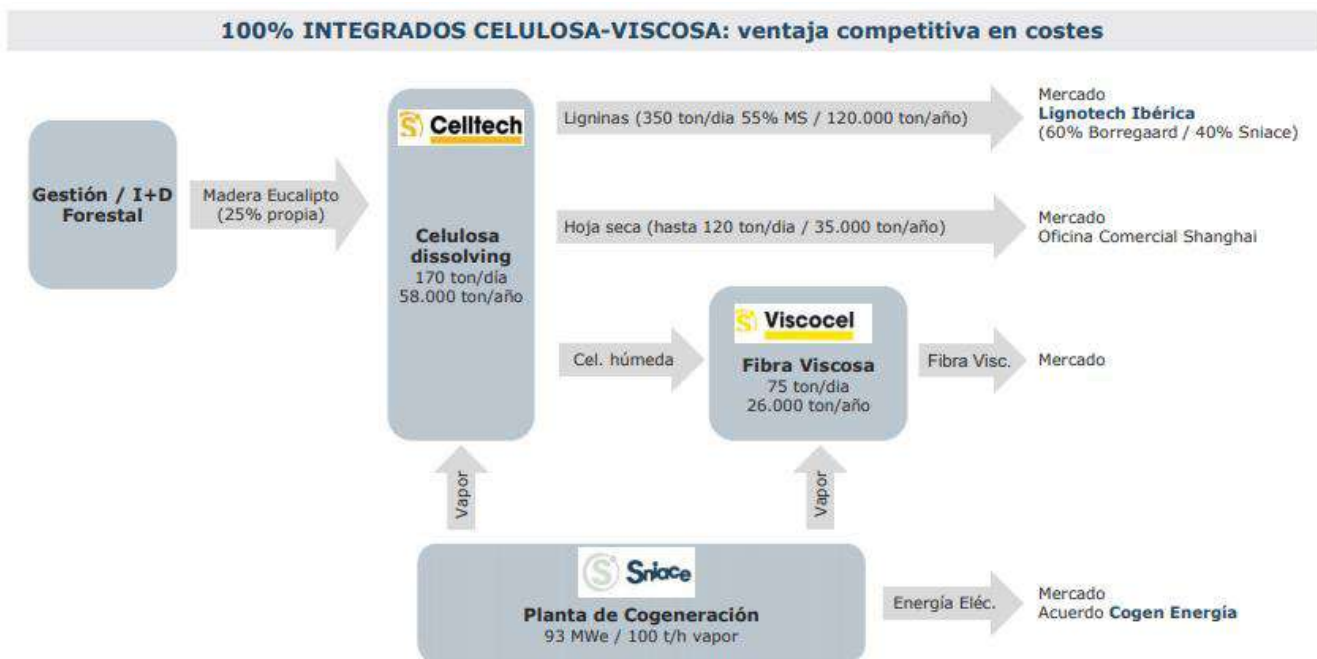 100% INTEGRADOS CELULOSA-VISCOSA: ventaja competitiva en costes
Gestión / I+D
Forestal
Madera Eucalipto
(25% propia)
S Celltech
Celulosa
dissolving
170 ton/día
58.000 ton/año
Ligninas (350 ton/dia 55% MS / 120.000 ton/año)
Mercado
Lignotech Ibérica
(60% Borregaard / 40% Sniace)
Hoja seca (hasta 120 ton/dia / 35.000 ton/año)
Mercado
Oficina Comercial Shanghai
Cel. húmeda
S Viscocel
Fibra Viscosa
75 ton/dia
26.000 ton/año
Fibra Visc.
Mercado
Vapor
Vapor
S Sniace
Planta de Cogeneración
93 MWe / 100 t/h vapor
Energía Eléc.
Mercado
Acuerdo Cogen Energía